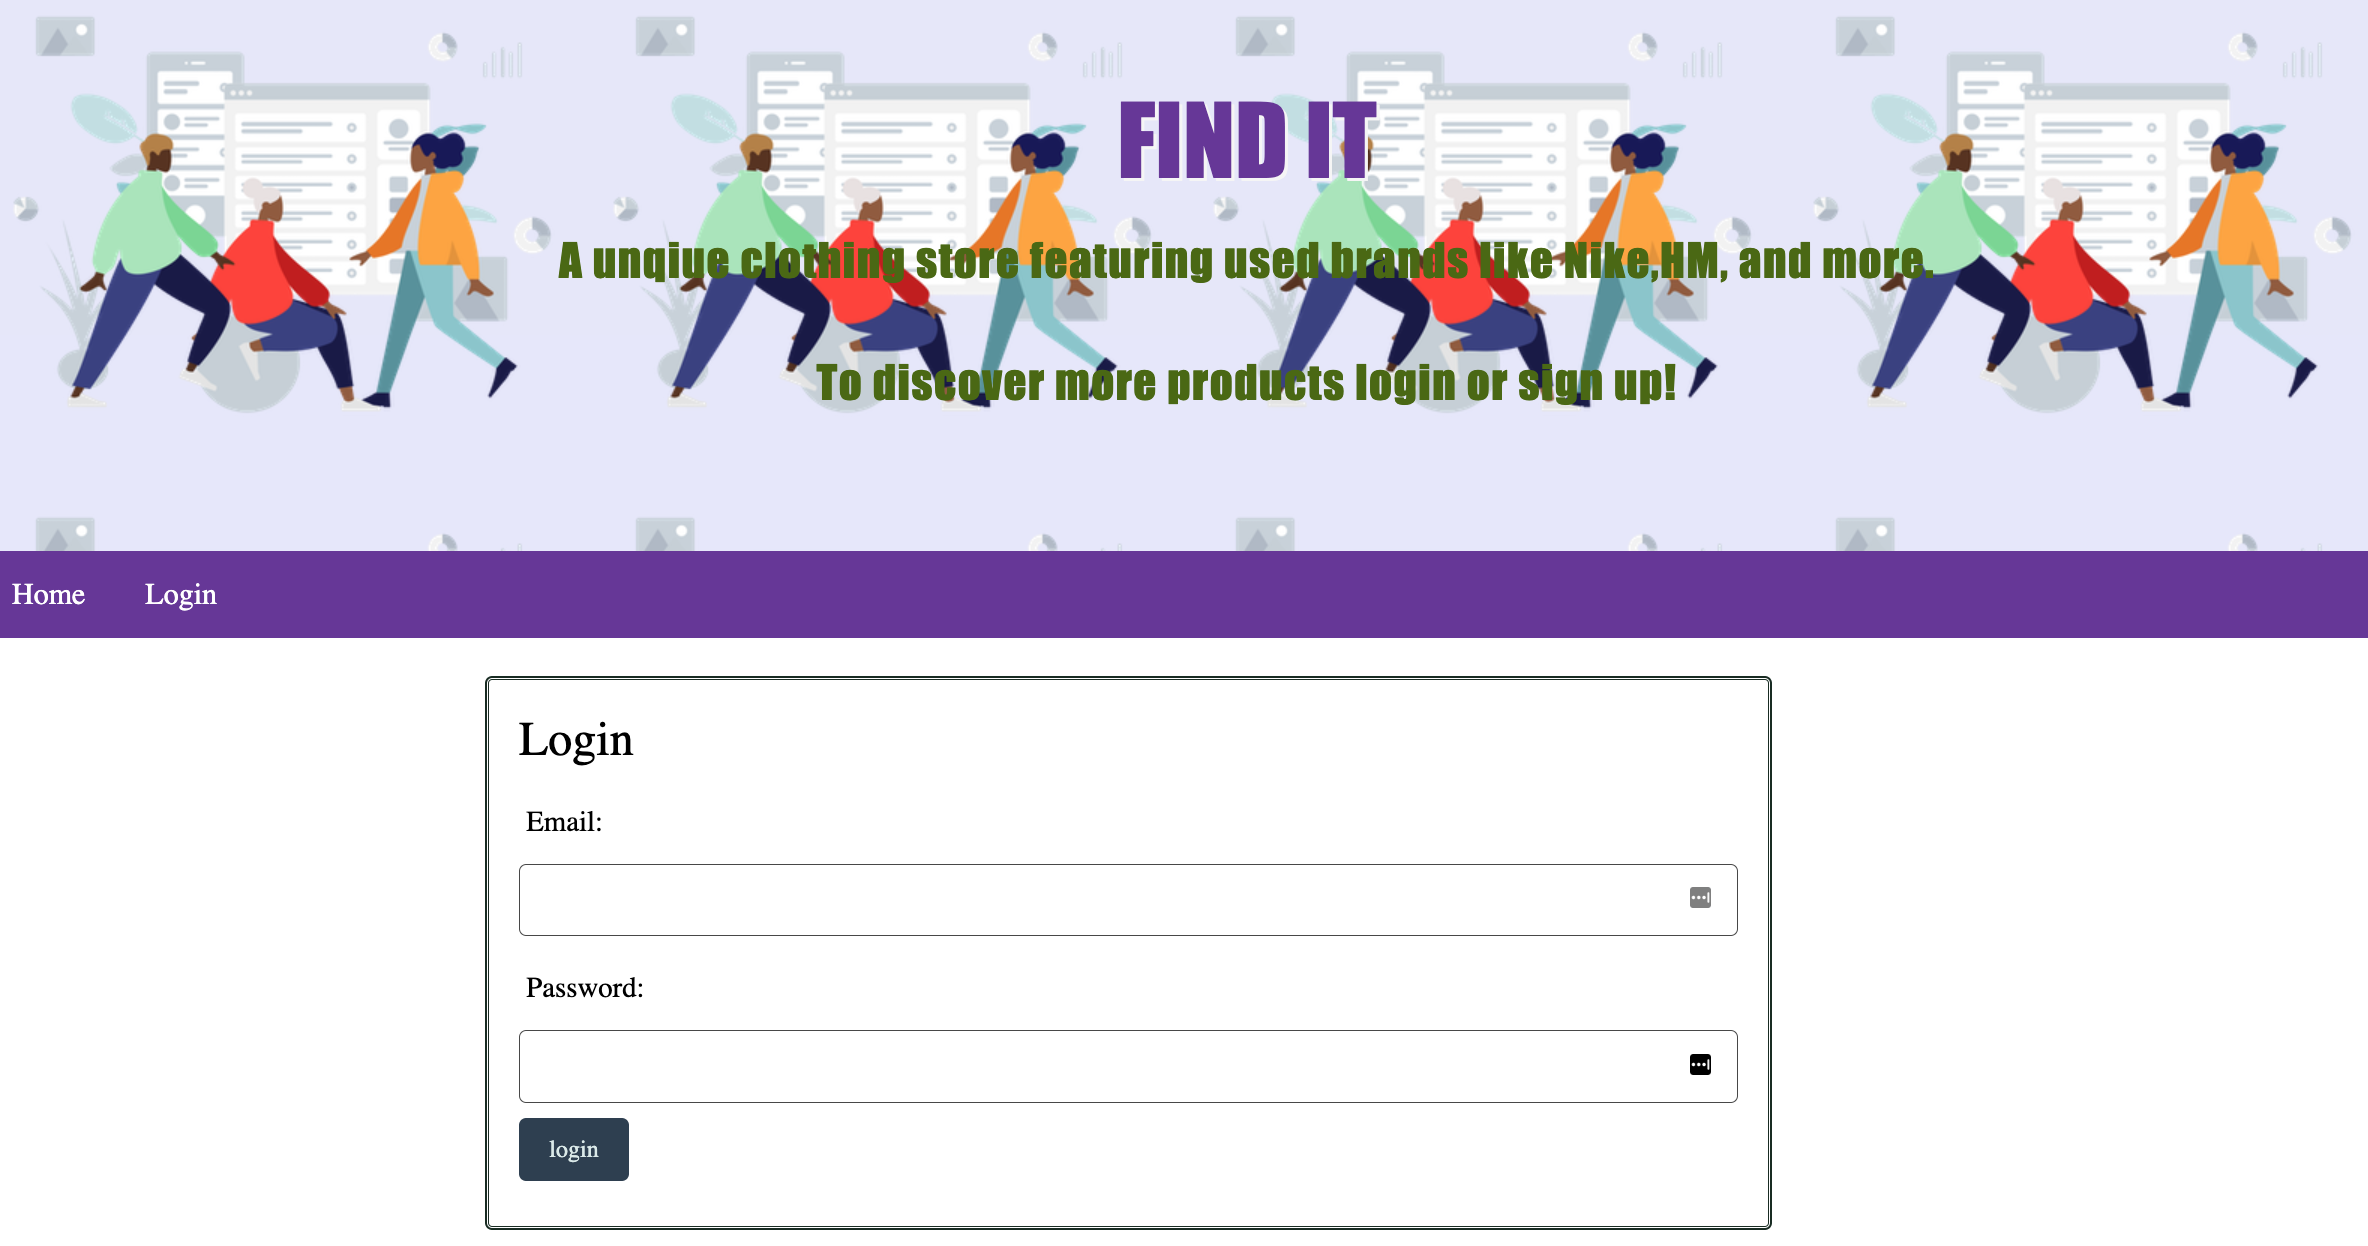 FIND IT
A unqiue clothing store featuring used brands like Nike,HM, and more.
To discover more products login or sign up!
Home Login
Login
Email:
Password:
login